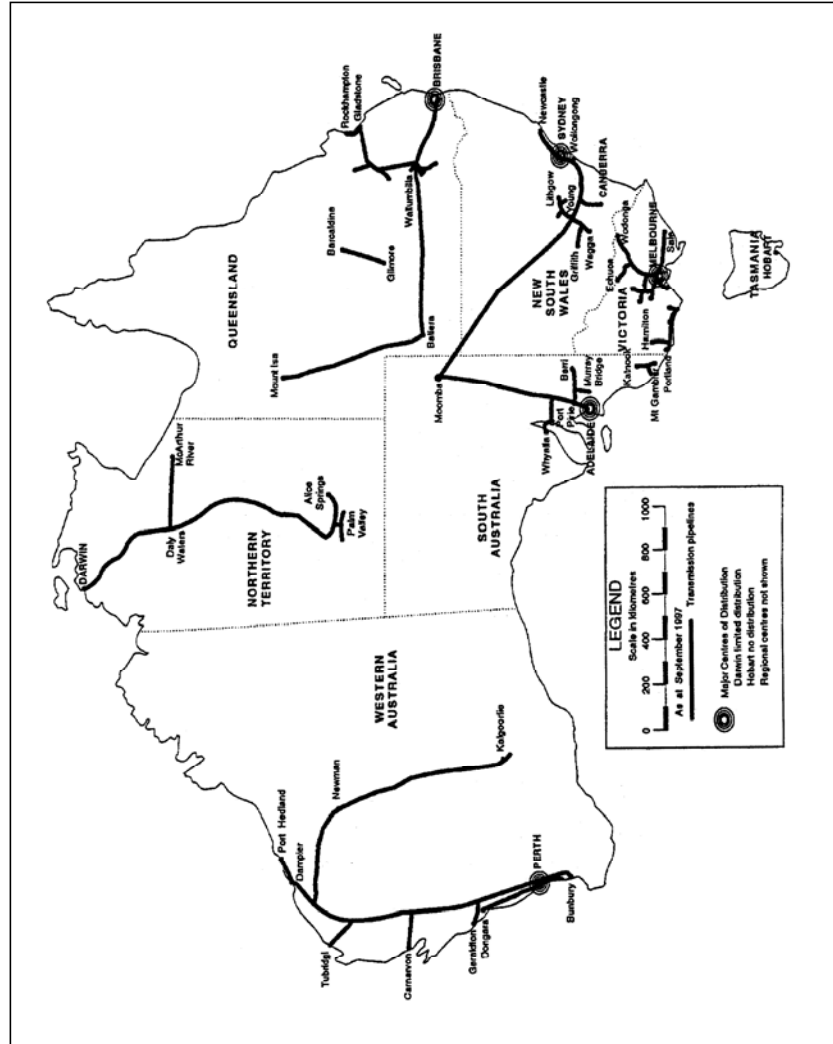 DARWIN
McArthur
River
Daly
Waters
Alice
Springs
Palm
Valley
NORTHERN
TERRITORY
QUEENSLAND
Mount Isa
Barcaldine
Gilmore
Rockhampton
Gladstone
Wallumbilla
BRISBANE
Ballera
Moomba
WESTERN
AUSTRALIA
Port Hedland
Dampier
Newman
Tubridgi
Carnarvon
Geraldton
Dongara
Kalgoorlie
PERTH
Bunbury
SOUTH
AUSTRALIA
Whyalla
Port
Pirie
Berri
Murray
Bridge
ADELAIDE
NEW
SOUTH
WALES
Newcastle
SYDNEY
Wollongong
Lithgow
Young
CANBERRA
Griffith
Wagga
Wodonga
Echuca
MELBOURNE
Sale
VICTORIA
Hamilton
Katnook
Mt Gambier
Portland
TASMANIA
HOBART
LEGEND
Scale in kilometres
0 200 400 600 800 1000
As at September 1997
Transmission pipelines
Major Centres of Distribution
Darwin limited distribution
Hobart no distribution
Regional centres not shown